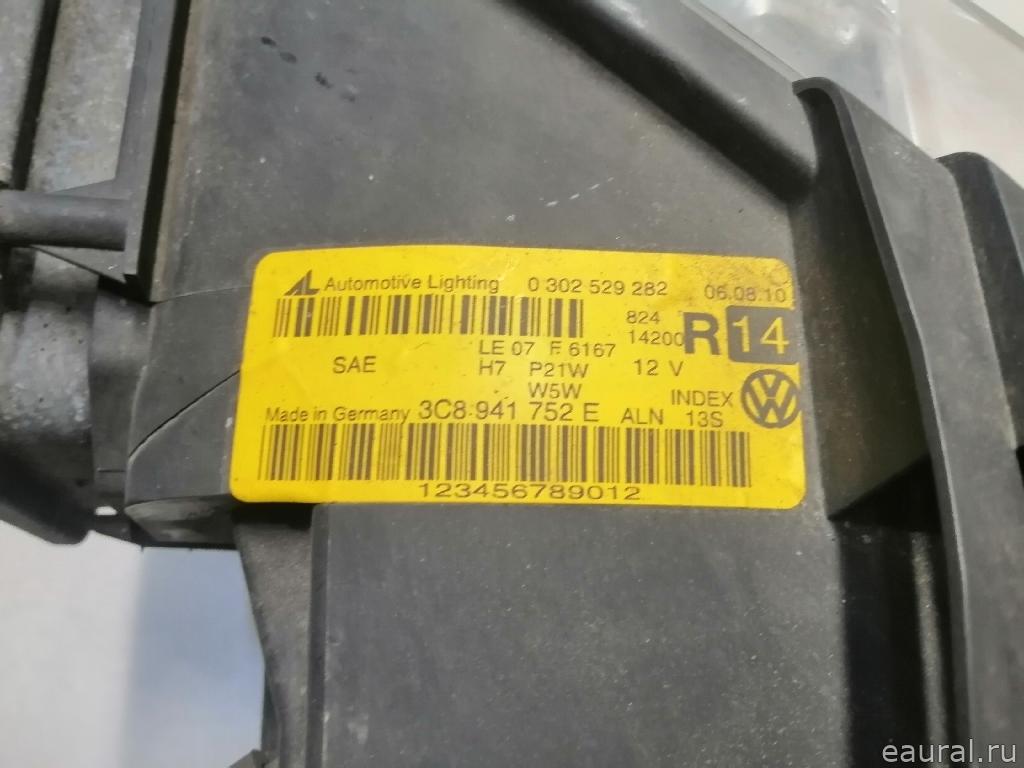 AL Automotive Lighting 0 302 529 282 06.08.10
824
14200 R 14
LE 07 F 6167
SAE H7 P21W 12 V
W5W INDEX
Made in Germany 3C8 941 752 E ALN 13S
123456789012
eaural.ru